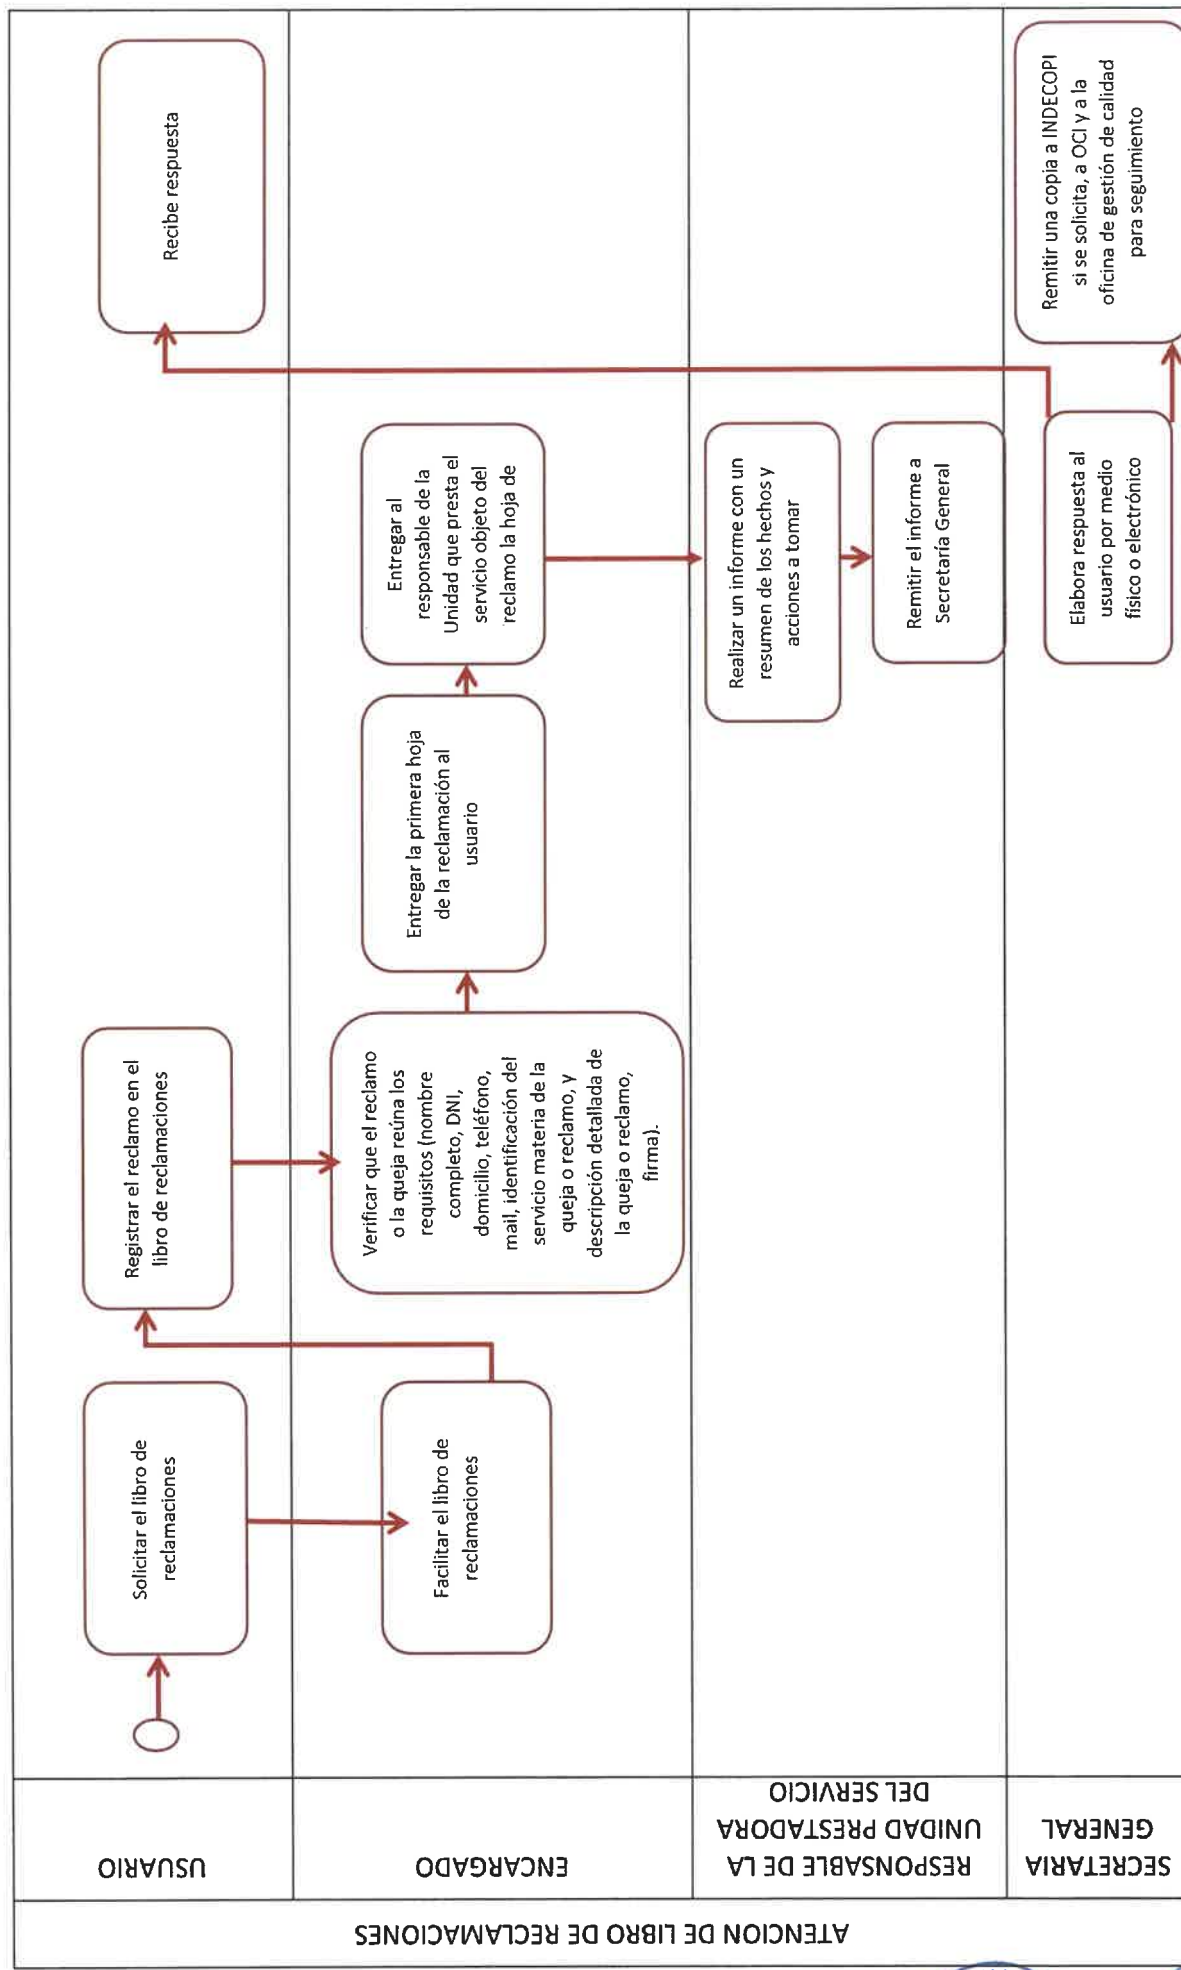 ATENCION DE LIBRO DE RECLAMACIONES
USUARIO
Solicitar el libro de
reclamaciones
Registrar el reclamo en el
libro de reclamaciones
Recibe respuesta
ENCARGADO
Facilitar el libro de
reclamaciones
Verificar que el reclamo
o la queja reúna los
requisitos (nombre
completo, DNI,
domicilio, teléfono,
mail, identificación del
servicio materia de la
queja o reclamo, y
descripción detallada de
la queja o reclamo,
firma).
Entregar la primera hoja
de la reclamación al
usuario
Entregar al
responsable de la
Unidad que presta el
servicio objeto del
reclamo la hoja de
RESPONSABLE DE LA
UNIDAD PRESTADORA
DEL SERVICIO
Realizar un informe con un
resumen de los hechos y
acciones a tomar
Remitir el informe a
Secretaría General
SECRETARIA
GENERAL
Elabora respuesta al
usuario por medio
físico o electrónico
Remitir una copia a INDECOPI
si se solicita, a OCI y a la
oficina de gestión de calidad
para seguimiento